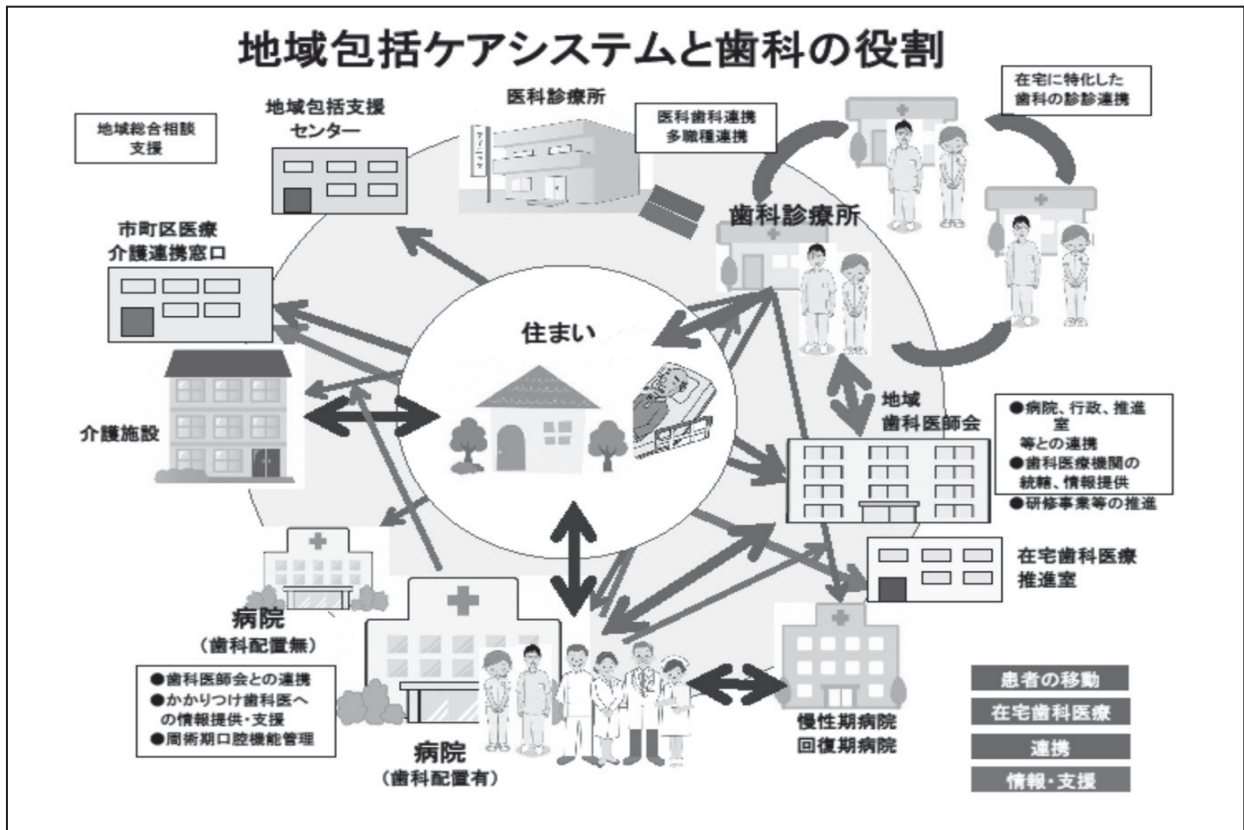 地域包括ケアシステムと歯科の役割
地域総合相談
支援
地域包括支援
センター
医科診療所
医科歯科連携
多職種連携
在宅に特化した
歯科の診診連携
歯科診療所
市町区医療
介護連携窓口
住まい
介護施設
地域
歯科医師会
●病院、行政、推進
室
等との連携
●歯科医療機関の
統轄、情報提供
●研修事業等の推進
在宅歯科医療
推進室
病院
(歯科配置無)
●歯科医師会との連携
●かかりつけ歯科医へ
の情報提供・支援
●周術期口腔機能管理
病院
(歯科配置有)
慢性期病院
回復期病院
患者の移動
在宅歯科医療
連携
情報・支援